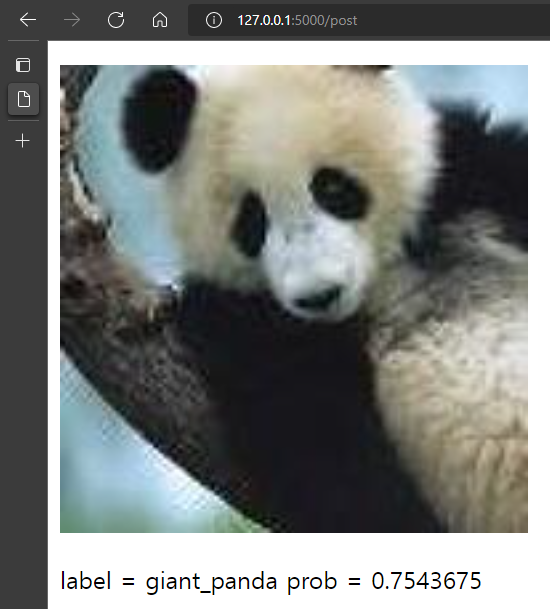 127.0.0.1:5000/post
label = giant_panda prob = 0.7543675